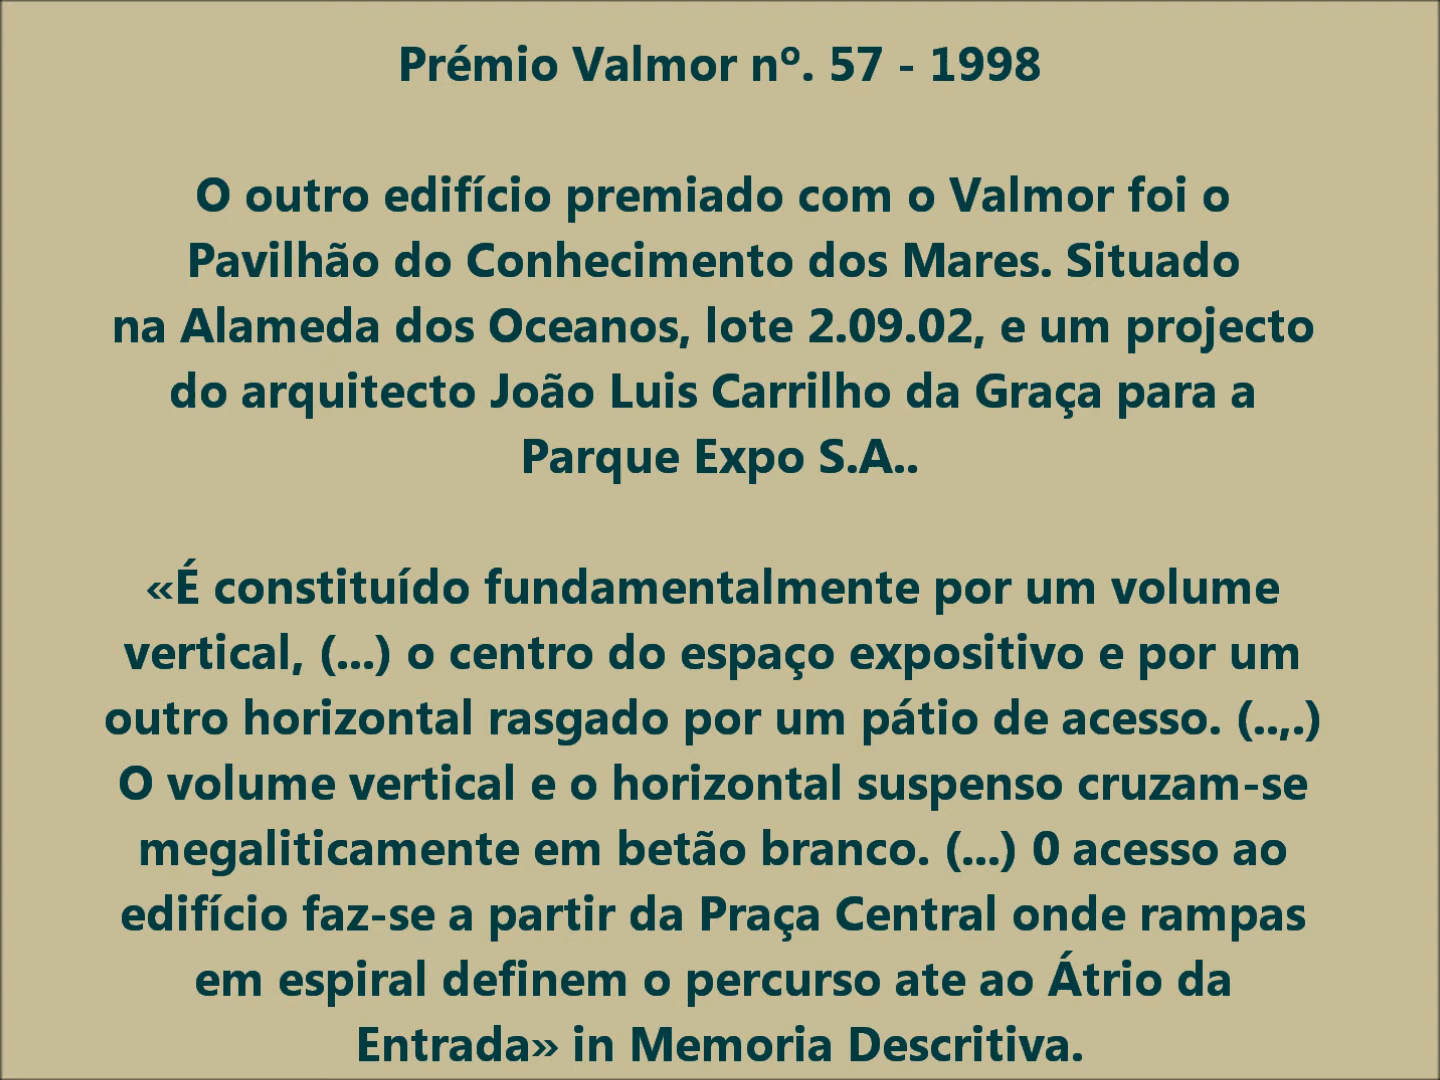 Prémio Valmor nº. 57 - 1998
O outro edifício premiado com o Valmor foi o
Pavilhão do Conhecimento dos Mares. Situado
na Alameda dos Oceanos, lote 2.09.02, e um projecto
do arquitecto João Luis Carrilho da Graça para a
Parque Expo S.A..
«É constituído fundamentalmente por um volume
vertical, (...) o centro do espaço expositivo e por um
outro horizontal rasgado por um pátio de acesso. (..,.)
O volume vertical e o horizontal suspenso cruzam-se
megaliticamente em betão branco. (...) 0 acesso ao
edifício faz-se a partir da Praça Central onde rampas
em espiral definem o percurso ate ao Átrio da
Entrada» in Memoria Descritiva.